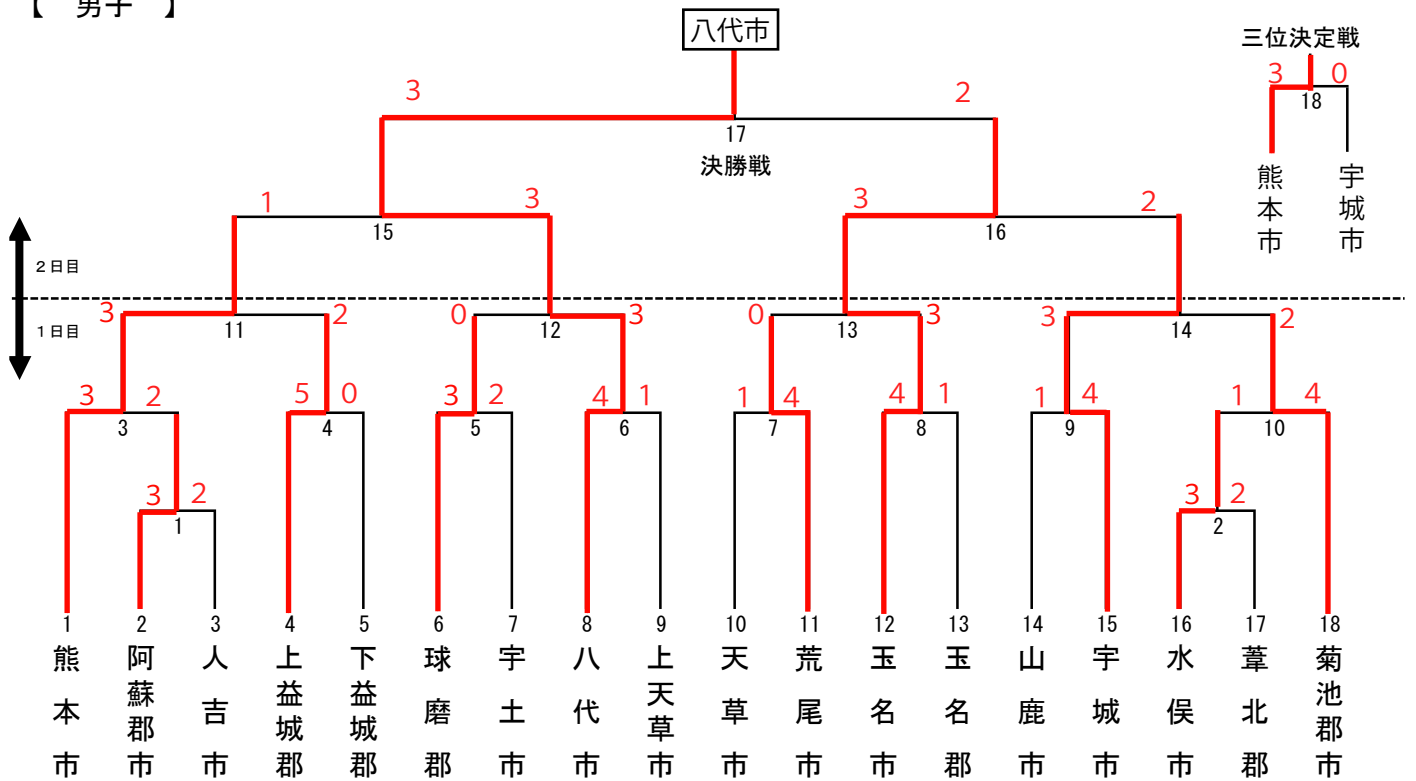 【　男子　】
八代市
三位決定戦
3 0
18
熊本市
宇城市
3 2
17
決勝戦
1 3 3 2
15 16
２日目
１日目
3 2 0 3 0 3 3 2
11 12 13 14
3 2 5 0 3 2 4 1 1 4 4 1 1 4 1 4
3 4 5 6 7 8 9 10
3 2 3 2
1 2
1 2 3 4 5 6 7 8 9 10 11 12 13 14 15 16 17 18
熊本市
阿蘇郡市
人吉市
上益城郡
下益城郡
球磨郡
宇土市
八代市
上天草市
天草市
荒尾市
玉名市
玉名郡
山鹿市
宇城市
水俣市
葦北郡
菊池郡市